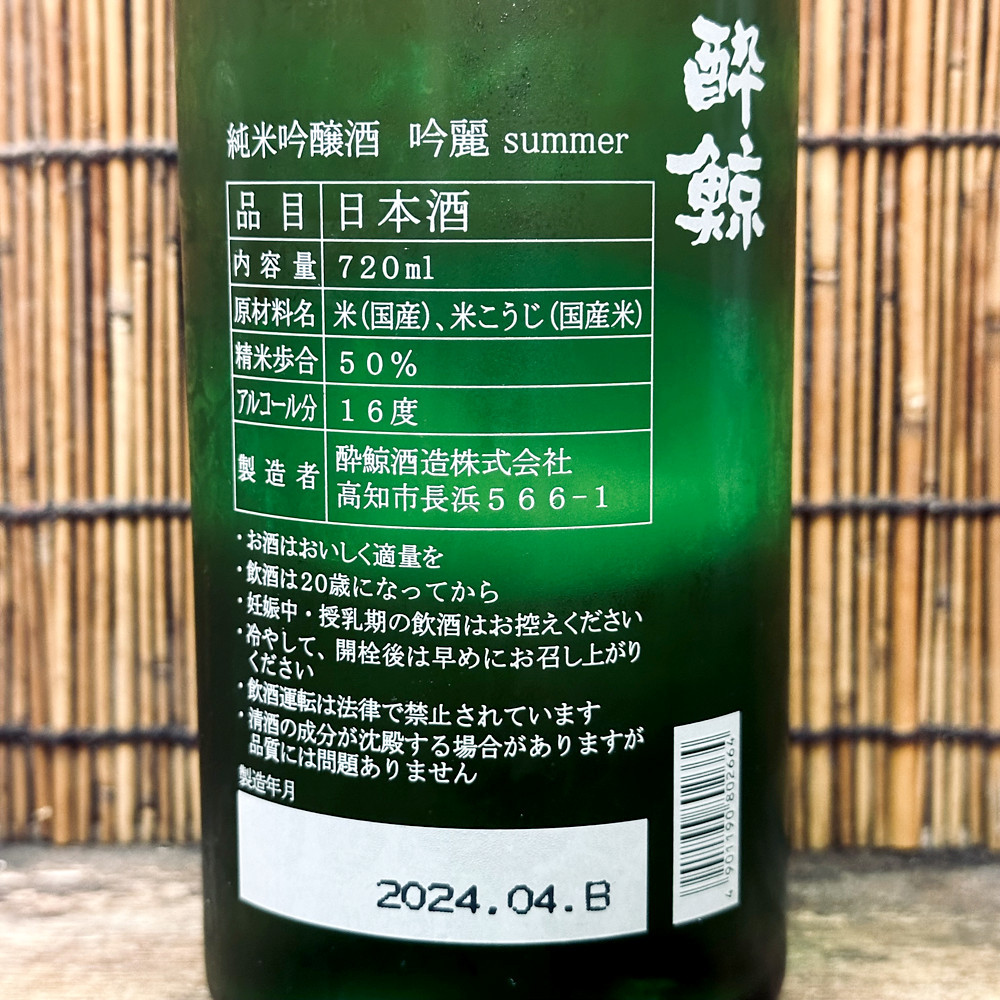 酔鯨
純米吟醸酒 吟麗 summer
品目 日本酒
内容量 720ml
原材料名 米(国産)、米こうじ(国産米)
精米歩合 50%
アルコール分 16度
製造者 酔鯨酒造株式会社
高知市長浜566-1
・お酒はおいしく適量を
・飲酒は20歳になってから
・妊娠中・授乳期の飲酒はお控えください
・冷やして、開栓後は早めにお召し上がり
ください
・飲酒運転は法律で禁止されています
・清酒の成分が沈殿する場合がありますが
品質には問題ありません
製造年月
2024.04.B
4 901190 802664